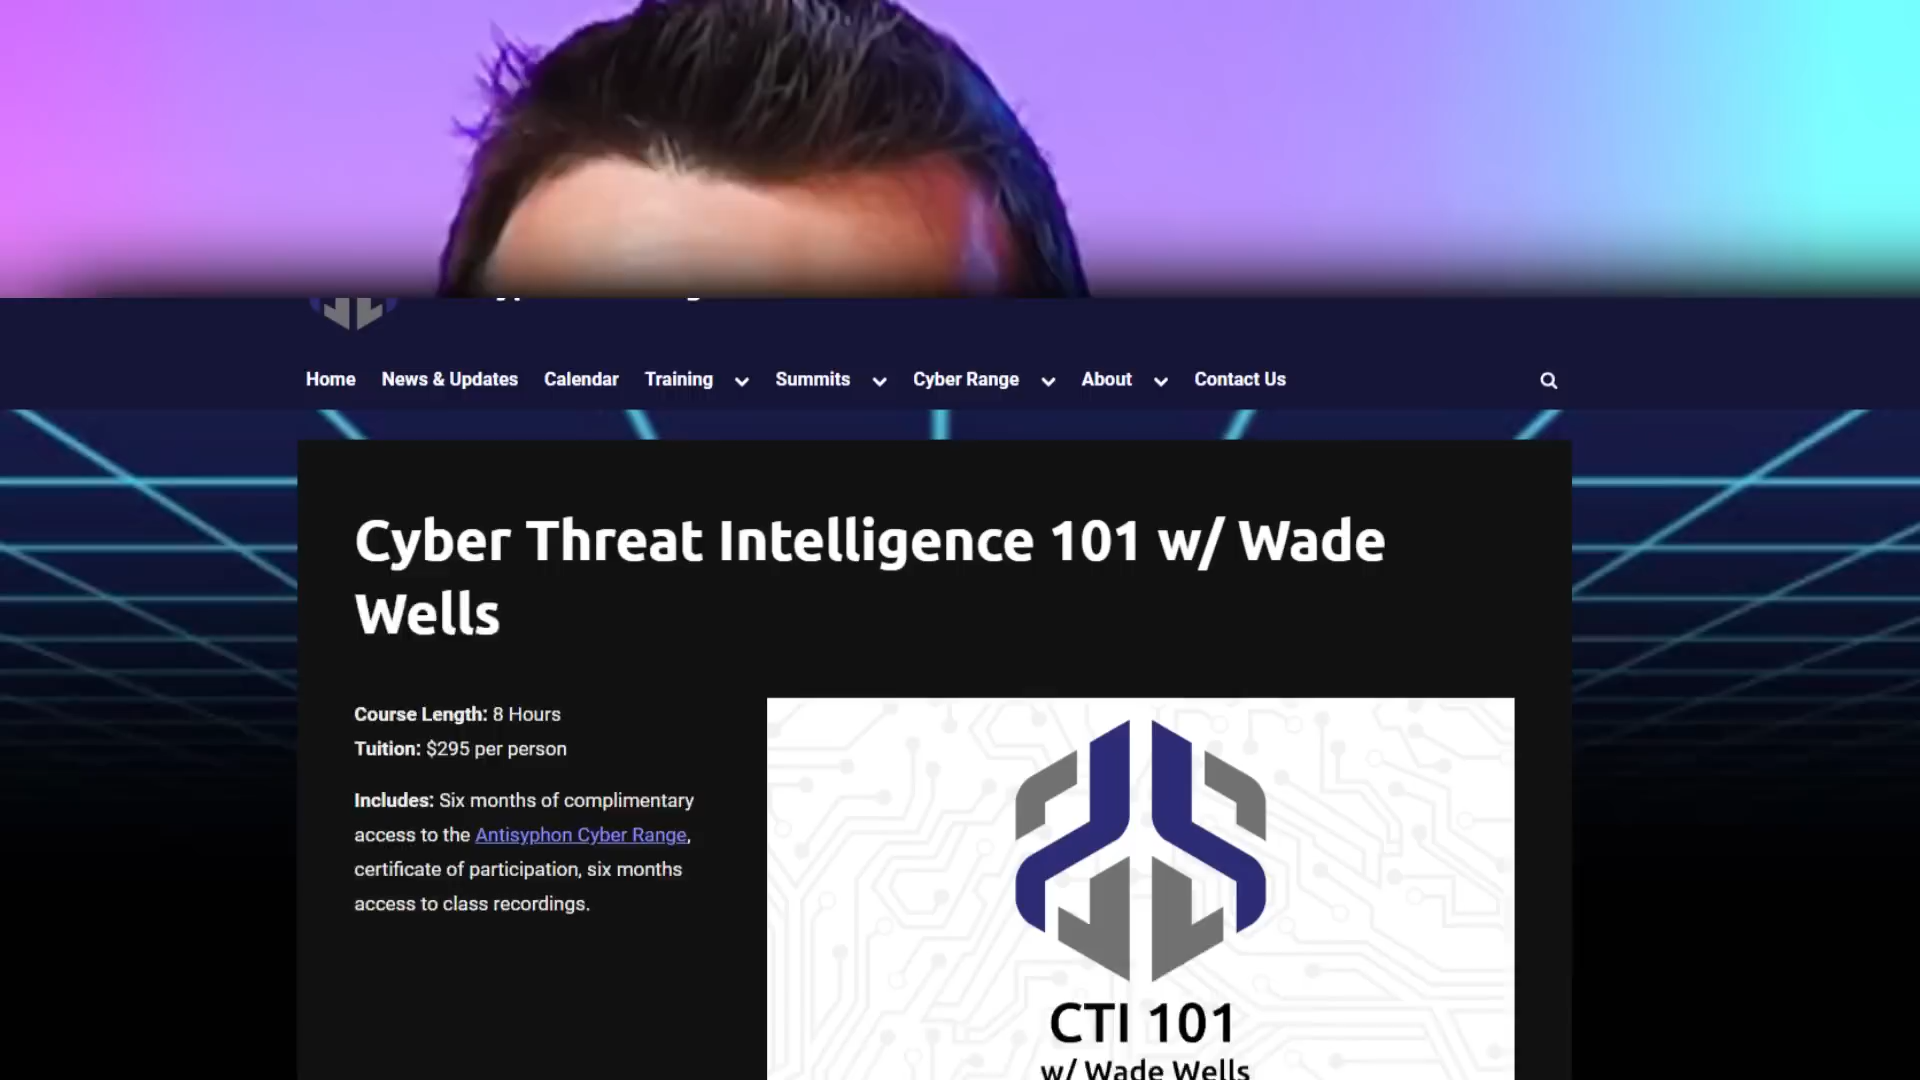 Home News & Updates Calendar Training Summits Cyber Range About Contact Us
Cyber Threat Intelligence 101 w/ Wade
Wells
Course Length: 8 Hours
Tuition: $295 per person
Includes: Six months of complimentary
access to the Antisyphon Cyber Range,
certificate of participation, six months
access to class recordings.
CTI 101
w/ Wade Wells